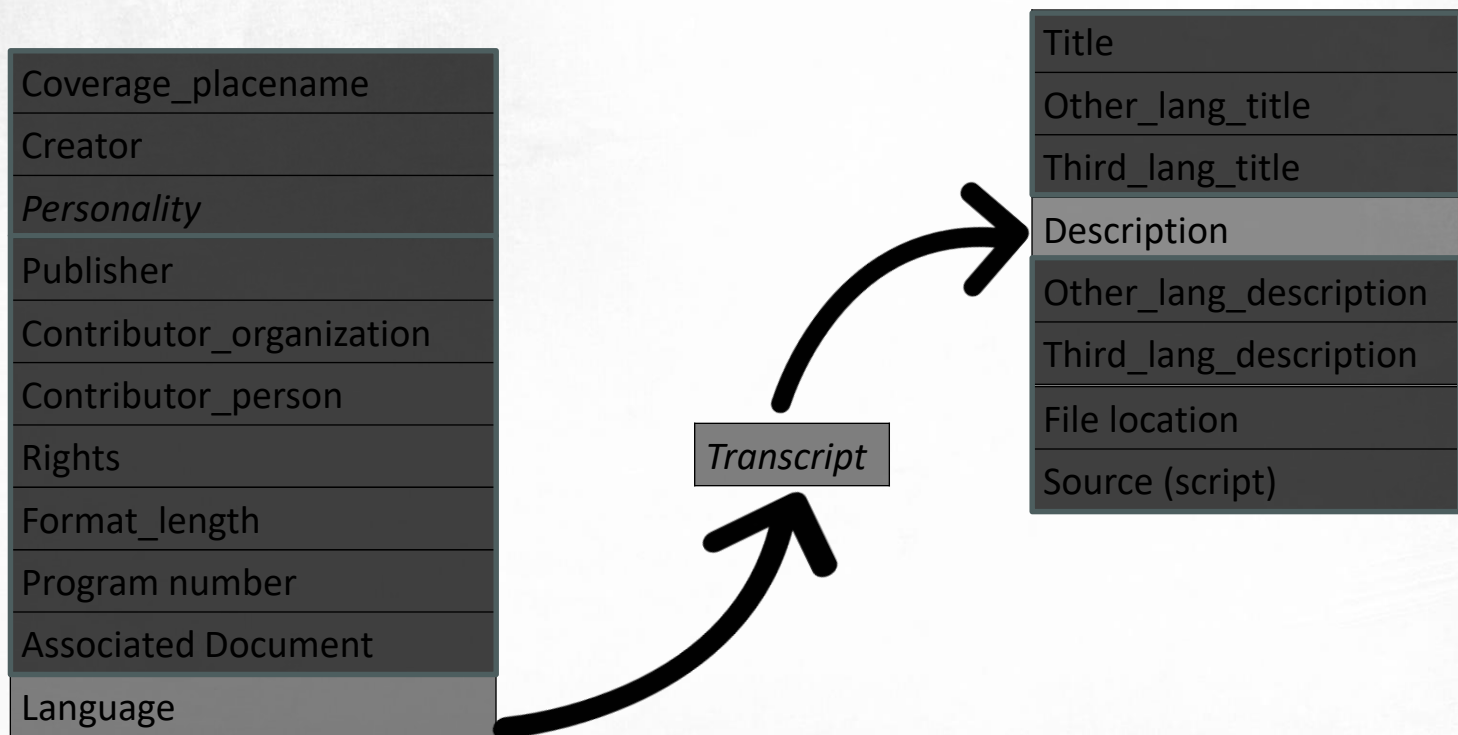 Coverage_placename
Creator
Personality
Publisher
Contributor_organization
Contributor_person
Rights
Format_length
Program number
Associated Document
Language
Transcript
Title
Other_lang_title
Third_lang_title
Description
Other_lang_description
Third_lang_description
File location
Source (script)